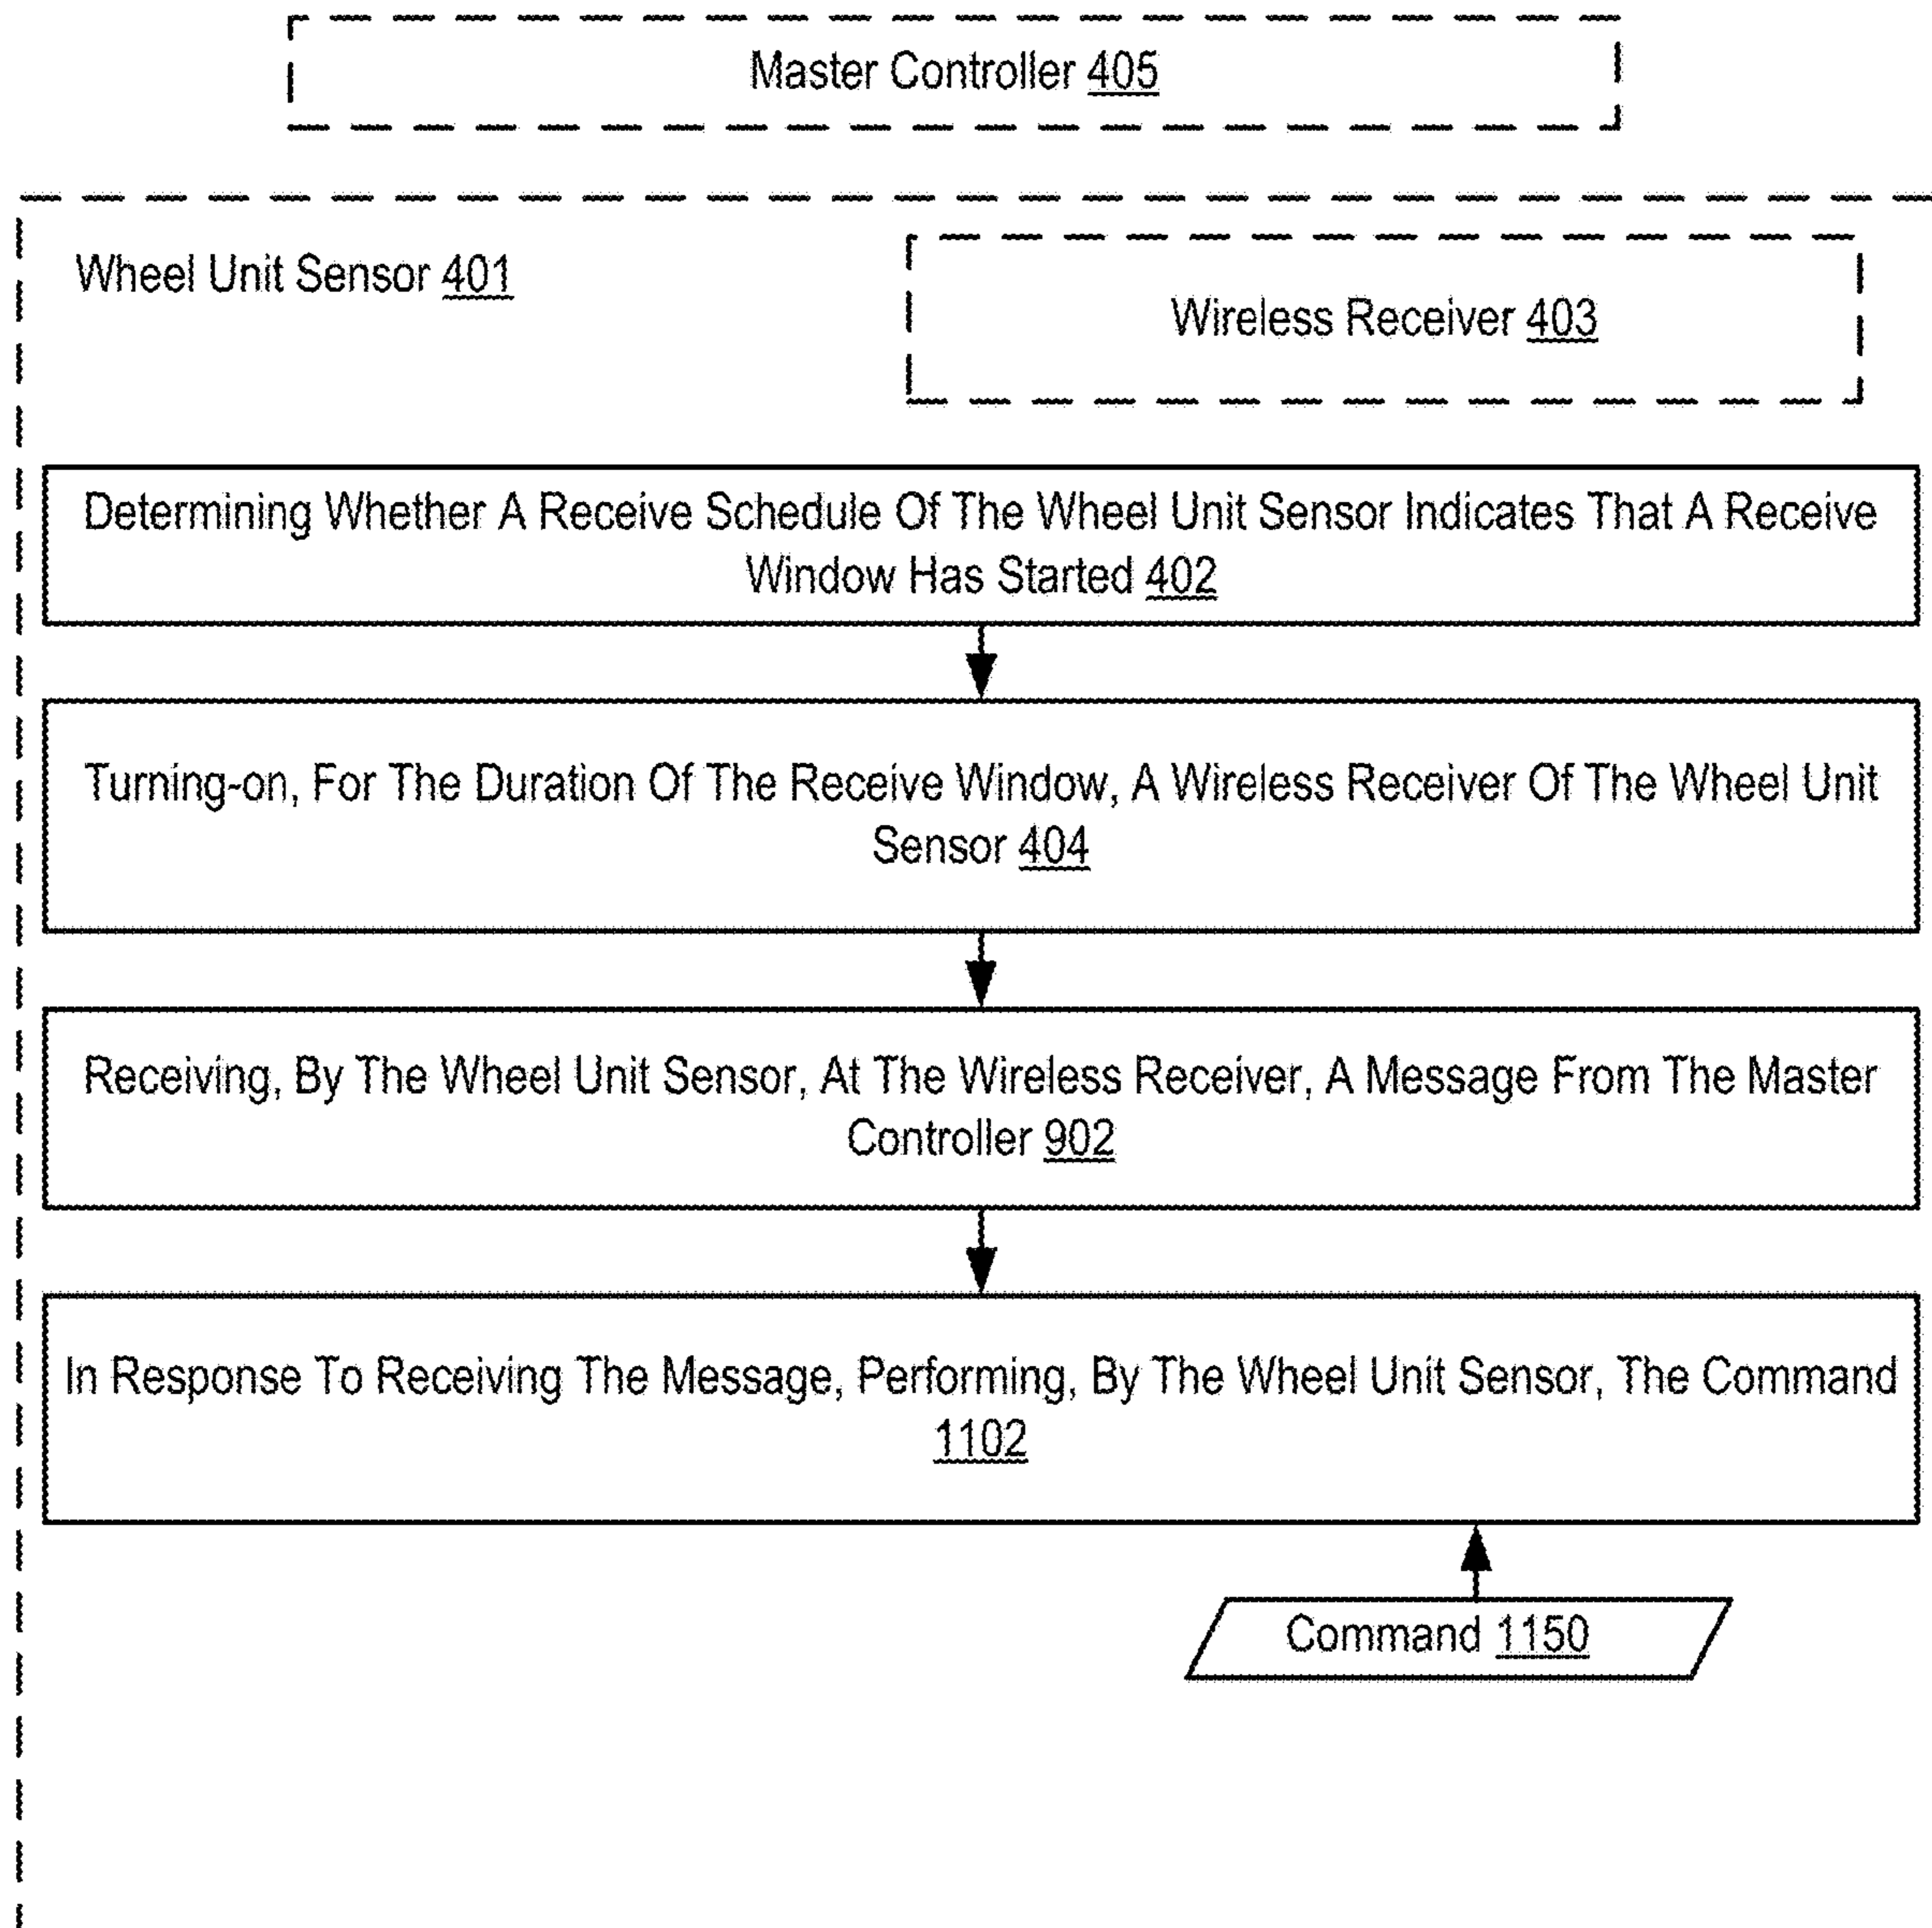 Master Controller 405
Wheel Unit Sensor 401
Wireless Receiver 403
Determining Whether A Receive Schedule Of The Wheel Unit Sensor Indicates That A Receive
Window Has Started 402
Turning-on, For The Duration Of The Receive Window, A Wireless Receiver Of The Wheel Unit
Sensor 404
Receiving, By The Wheel Unit Sensor, At The Wireless Receiver, A Message From The Master
Controller 902
In Response To Receiving The Message, Performing, By The Wheel Unit Sensor, The Command
1102
Command 1150